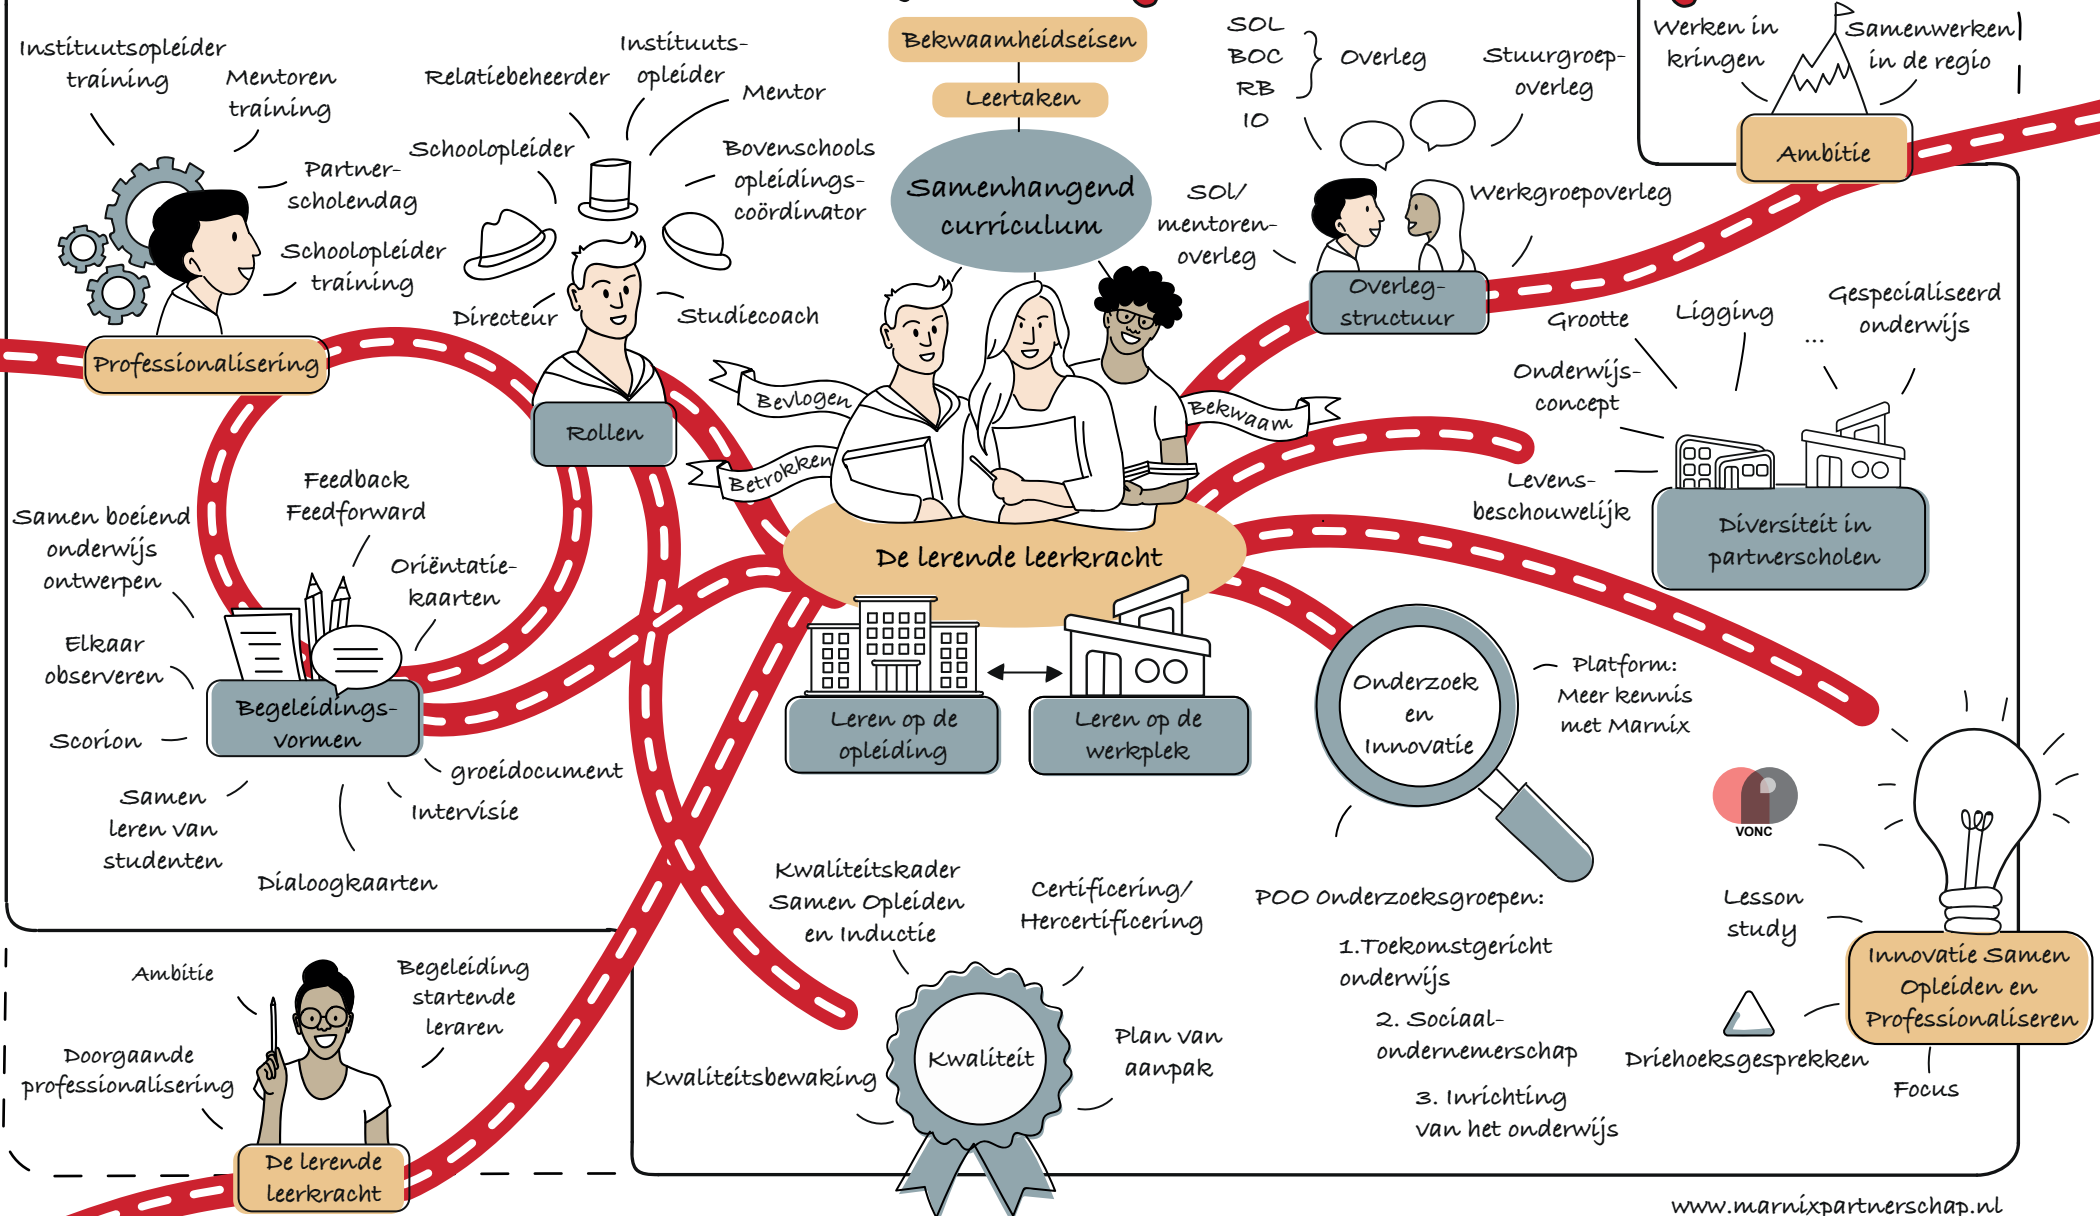 Instituutsopleider
training
Mentoren
training
Partner-
scholendag
Schoolopleider
training
Professionalisering
Relatiebeheerder
Instituuts-
opleider
Mentor
Schoolopleider
Bovenschools
opleidings-
coördinator
Directeur
Studiecoach
Rollen
Bekwaamheidseisen
Leertaken
Samenhangend
curriculum
Bevlogen
Betrokken
Bekwaam
De lerende leerkracht
Leren op de
opleiding
Leren op de
werkplek
SOL
BOC
RB
IO
Overleg
Stuurgroep-
overleg
SOL/
mentoren-
overleg
Werkgroepoverleg
Overleg-
structuur
Werken in
kringen
Samenwerken
in de regio
Ambitie
Grootte
Ligging
...
Gespecialiseerd
onderwijs
Onderwijs-
concept
Levens-
beschouwelijk
Diversiteit in
partnerscholen
Feedback
Feedforward
Samen boeiend
onderwijs
ontwerpen
Oriëntatie-
kaarten
Elkaar
observeren
Begeleidings-
vormen
Scorion
groeidocument
Samen
leren van
studenten
Intervisie
Dialoogkaarten
Onderzoek
en
Innovatie
Platform:
Meer kennis
met Marnix
POO Onderzoeksgroepen:
1.Toekomstgericht
onderwijs
2. Sociaal-
ondernemerschap
3. Inrichting
van het onderwijs
VONC
Lesson
study
Innovatie Samen
Opleiden en
Professionaliseren
Driehoeksgesprekken
Focus
Kwaliteitskader
Samen Opleiden
en Inductie
Certificering/
Hercertificering
Kwaliteitsbewaking
Kwaliteit
Plan van
aanpak
Ambitie
Begeleiding
startende
leraren
Doorgaande
professionalisering
De lerende
leerkracht
www.marnixpartnerschap.nl